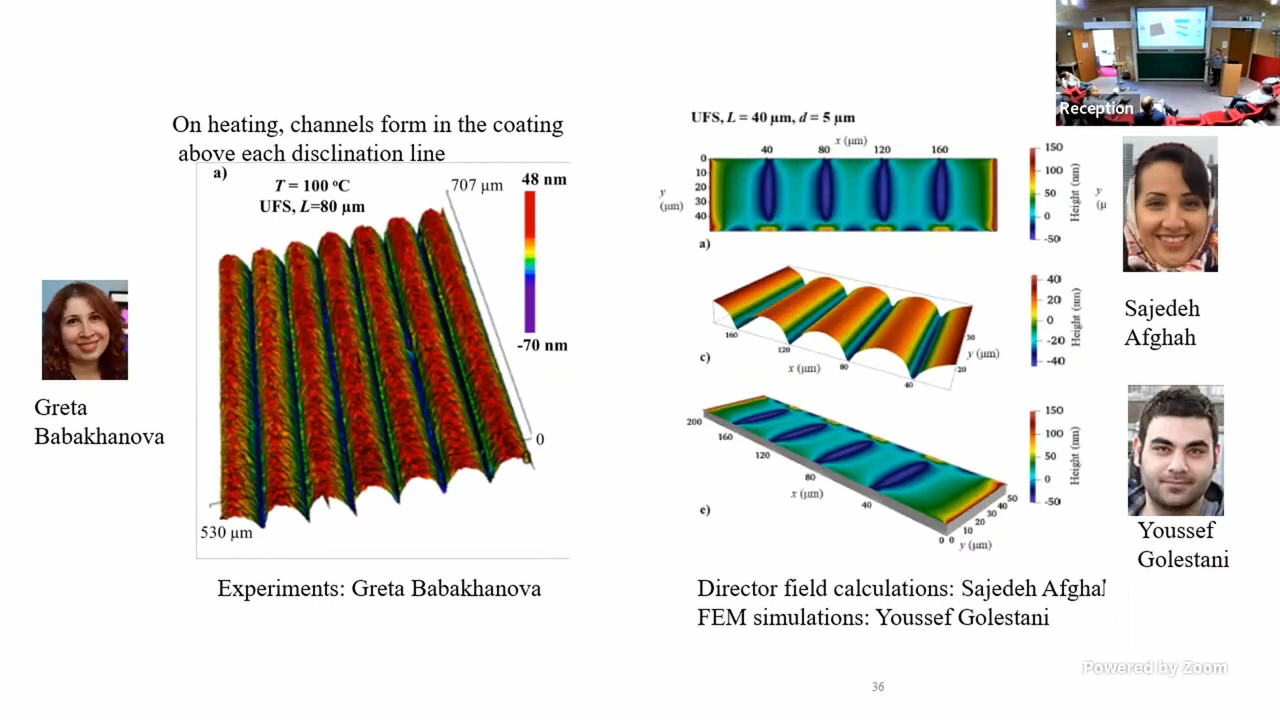 Reception
On heating, channels form in the coating
above each disclination line
a)
T = 100 °C
UFS, L=80 µm
707 µm
48 nm
-70 nm
0
530 µm
Greta
Babakhanova
Experiments: Greta Babakhanova
UFS, L = 40 µm, d = 5 µm
x (µm)
40 80 120 160
0
10
20
30
40
y
(µm)
a)
150
100
50
0
-50
Height (nm)
y
(µ
c)
160
120
80
40
x (µm)
30
20
y (µm)
40
20
0
-20
-40
Height (nm)
e)
200
160
120
80
40
0
x (µm)
0
10
20
30
40
50
y (µm)
150
100
50
0
-50
Height (nm)
Sajedeh
Afghah
Youssef
Golestani
Director field calculations: Sajedeh Afghah
FEM simulations: Youssef Golestani
Powered by Zoom
36